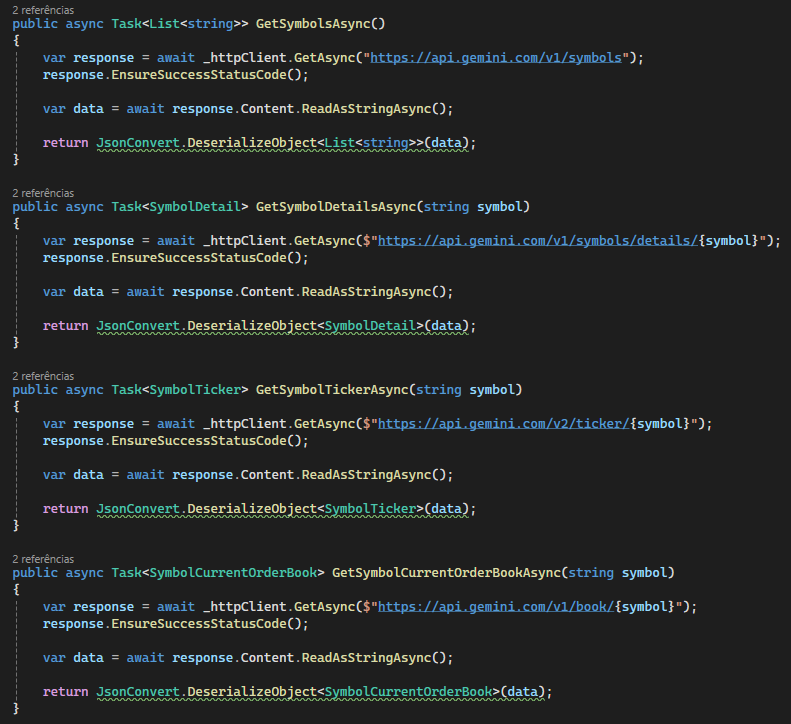 2 referências
public async Task<List<string>> GetSymbolsAsync()
{
    var response = await _httpClient.GetAsync("https://api.gemini.com/v1/symbols");
    response.EnsureSuccessStatusCode();

    var data = await response.Content.ReadAsStringAsync();

    return JsonConvert.DeserializeObject<List<string>>(data);
}

2 referências
public async Task<SymbolDetail> GetSymbolDetailsAsync(string symbol)
{
    var response = await _httpClient.GetAsync($"https://api.gemini.com/v1/symbols/details/{symbol}");
    response.EnsureSuccessStatusCode();

    var data = await response.Content.ReadAsStringAsync();

    return JsonConvert.DeserializeObject<SymbolDetail>(data);
}

2 referências
public async Task<SymbolTicker> GetSymbolTickerAsync(string symbol)
{
    var response = await _httpClient.GetAsync($"https://api.gemini.com/v2/ticker/{symbol}");
    response.EnsureSuccessStatusCode();

    var data = await response.Content.ReadAsStringAsync();

    return JsonConvert.DeserializeObject<SymbolTicker>(data);
}

2 referências
public async Task<SymbolCurrentOrderBook> GetSymbolCurrentOrderBookAsync(string symbol)
{
    var response = await _httpClient.GetAsync($"https://api.gemini.com/v1/book/{symbol}");
    response.EnsureSuccessStatusCode();

    var data = await response.Content.ReadAsStringAsync();

    return JsonConvert.DeserializeObject<SymbolCurrentOrderBook>(data);
}